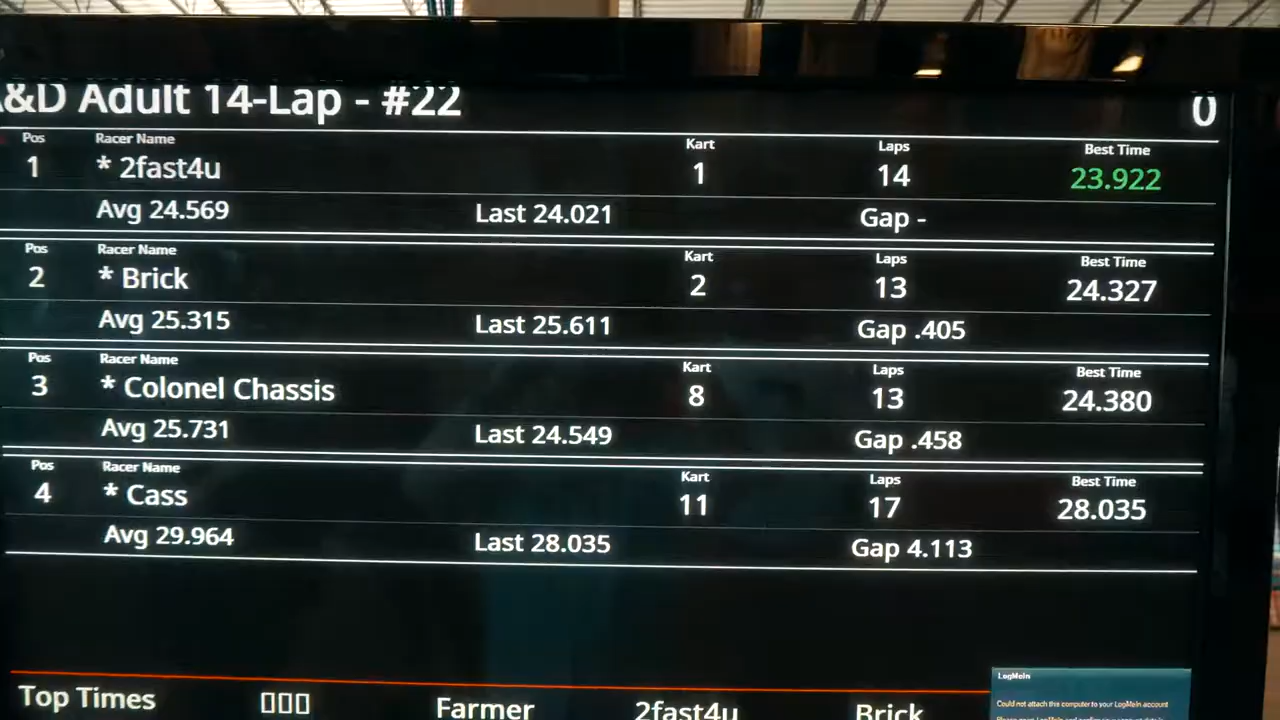 &D Adult 14-Lap - #22 0
Pos Racer Name Kart Laps Best Time
1 * 2fast4u 1 14 23.922
Avg 24.569 Last 24.021 Gap -
Pos Racer Name Kart Laps Best Time
2 * Brick 2 13 24.327
Avg 25.315 Last 25.611 Gap .405
Pos Racer Name Kart Laps Best Time
3 * Colonel Chassis 8 13 24.380
Avg 25.731 Last 24.549 Gap .458
Pos Racer Name Kart Laps Best Time
4 * Cass 11 17 28.035
Avg 29.964 Last 28.035 Gap 4.113
Top Times Farmer 2fast4u Brick
LogMeIn
Could not attach this computer to your LogMeIn account